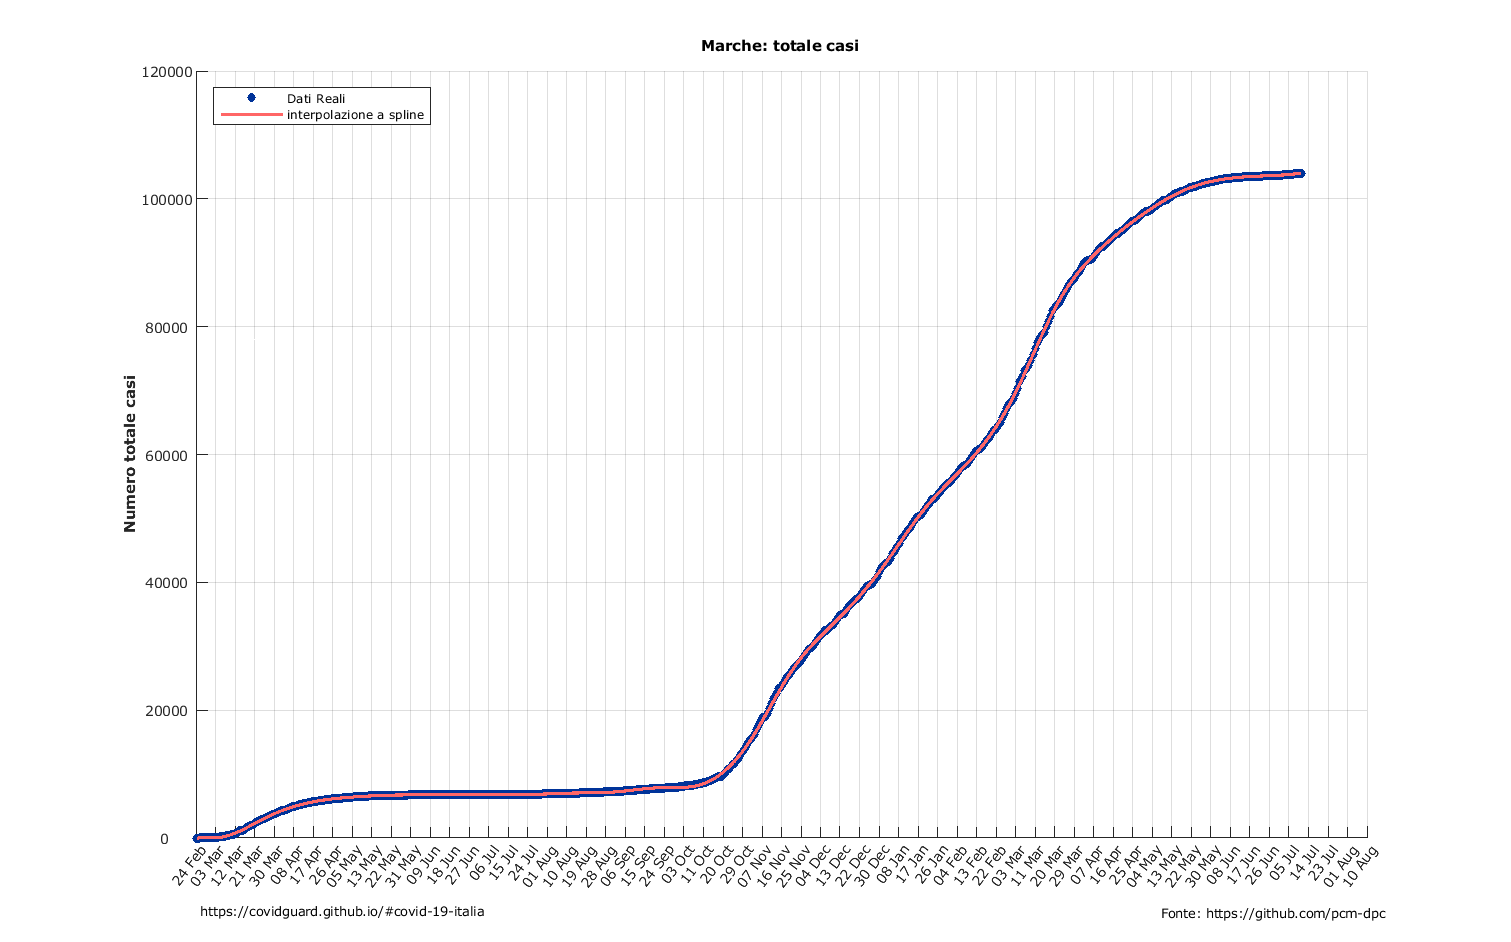 Marche: totale casi
120000
100000
80000
60000
40000
20000
0
Numero totale casi
Dati Reali
interpolazione a spline
24 Feb
03 Mar
12 Mar
21 Mar
30 Mar
08 Apr
17 Apr
26 Apr
05 May
13 May
22 May
31 May
09 Jun
18 Jun
27 Jun
06 Jul
15 Jul
24 Jul
01 Aug
10 Aug
19 Aug
28 Aug
06 Sep
15 Sep
24 Sep
03 Oct
11 Oct
20 Oct
29 Oct
07 Nov
16 Nov
25 Nov
04 Dec
13 Dec
22 Dec
30 Dec
08 Jan
17 Jan
26 Jan
04 Feb
13 Feb
22 Feb
03 Mar
11 Mar
20 Mar
29 Mar
07 Apr
16 Apr
25 Apr
04 May
13 May
22 May
30 May
08 Jun
17 Jun
26 Jun
05 Jul
14 Jul
23 Jul
01 Aug
10 Aug
https://covidguard.github.io/#covid-19-italia
Fonte: https://github.com/pcm-dpc